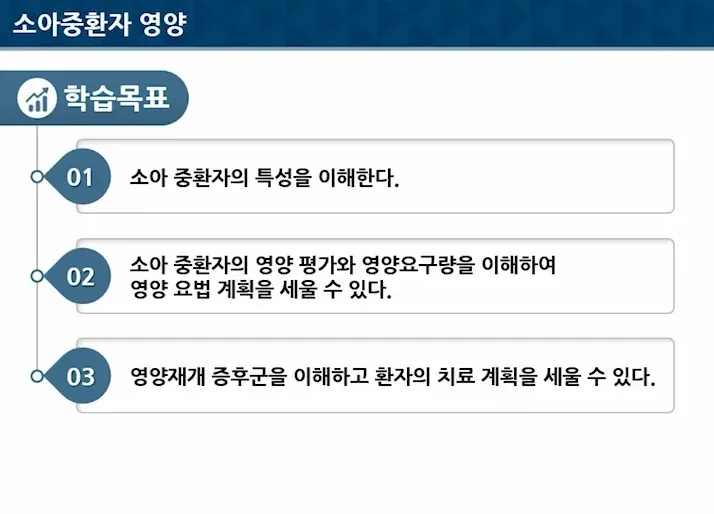 소아중환자 영양
학습목표
01
소아 중환자의 특성을 이해한다.
02
소아 중환자의 영양 평가와 영양요구량을 이해하여
영양 요법 계획을 세울 수 있다.
03
영양재개 증후군을 이해하고 환자의 치료 계획을 세울 수 있다.